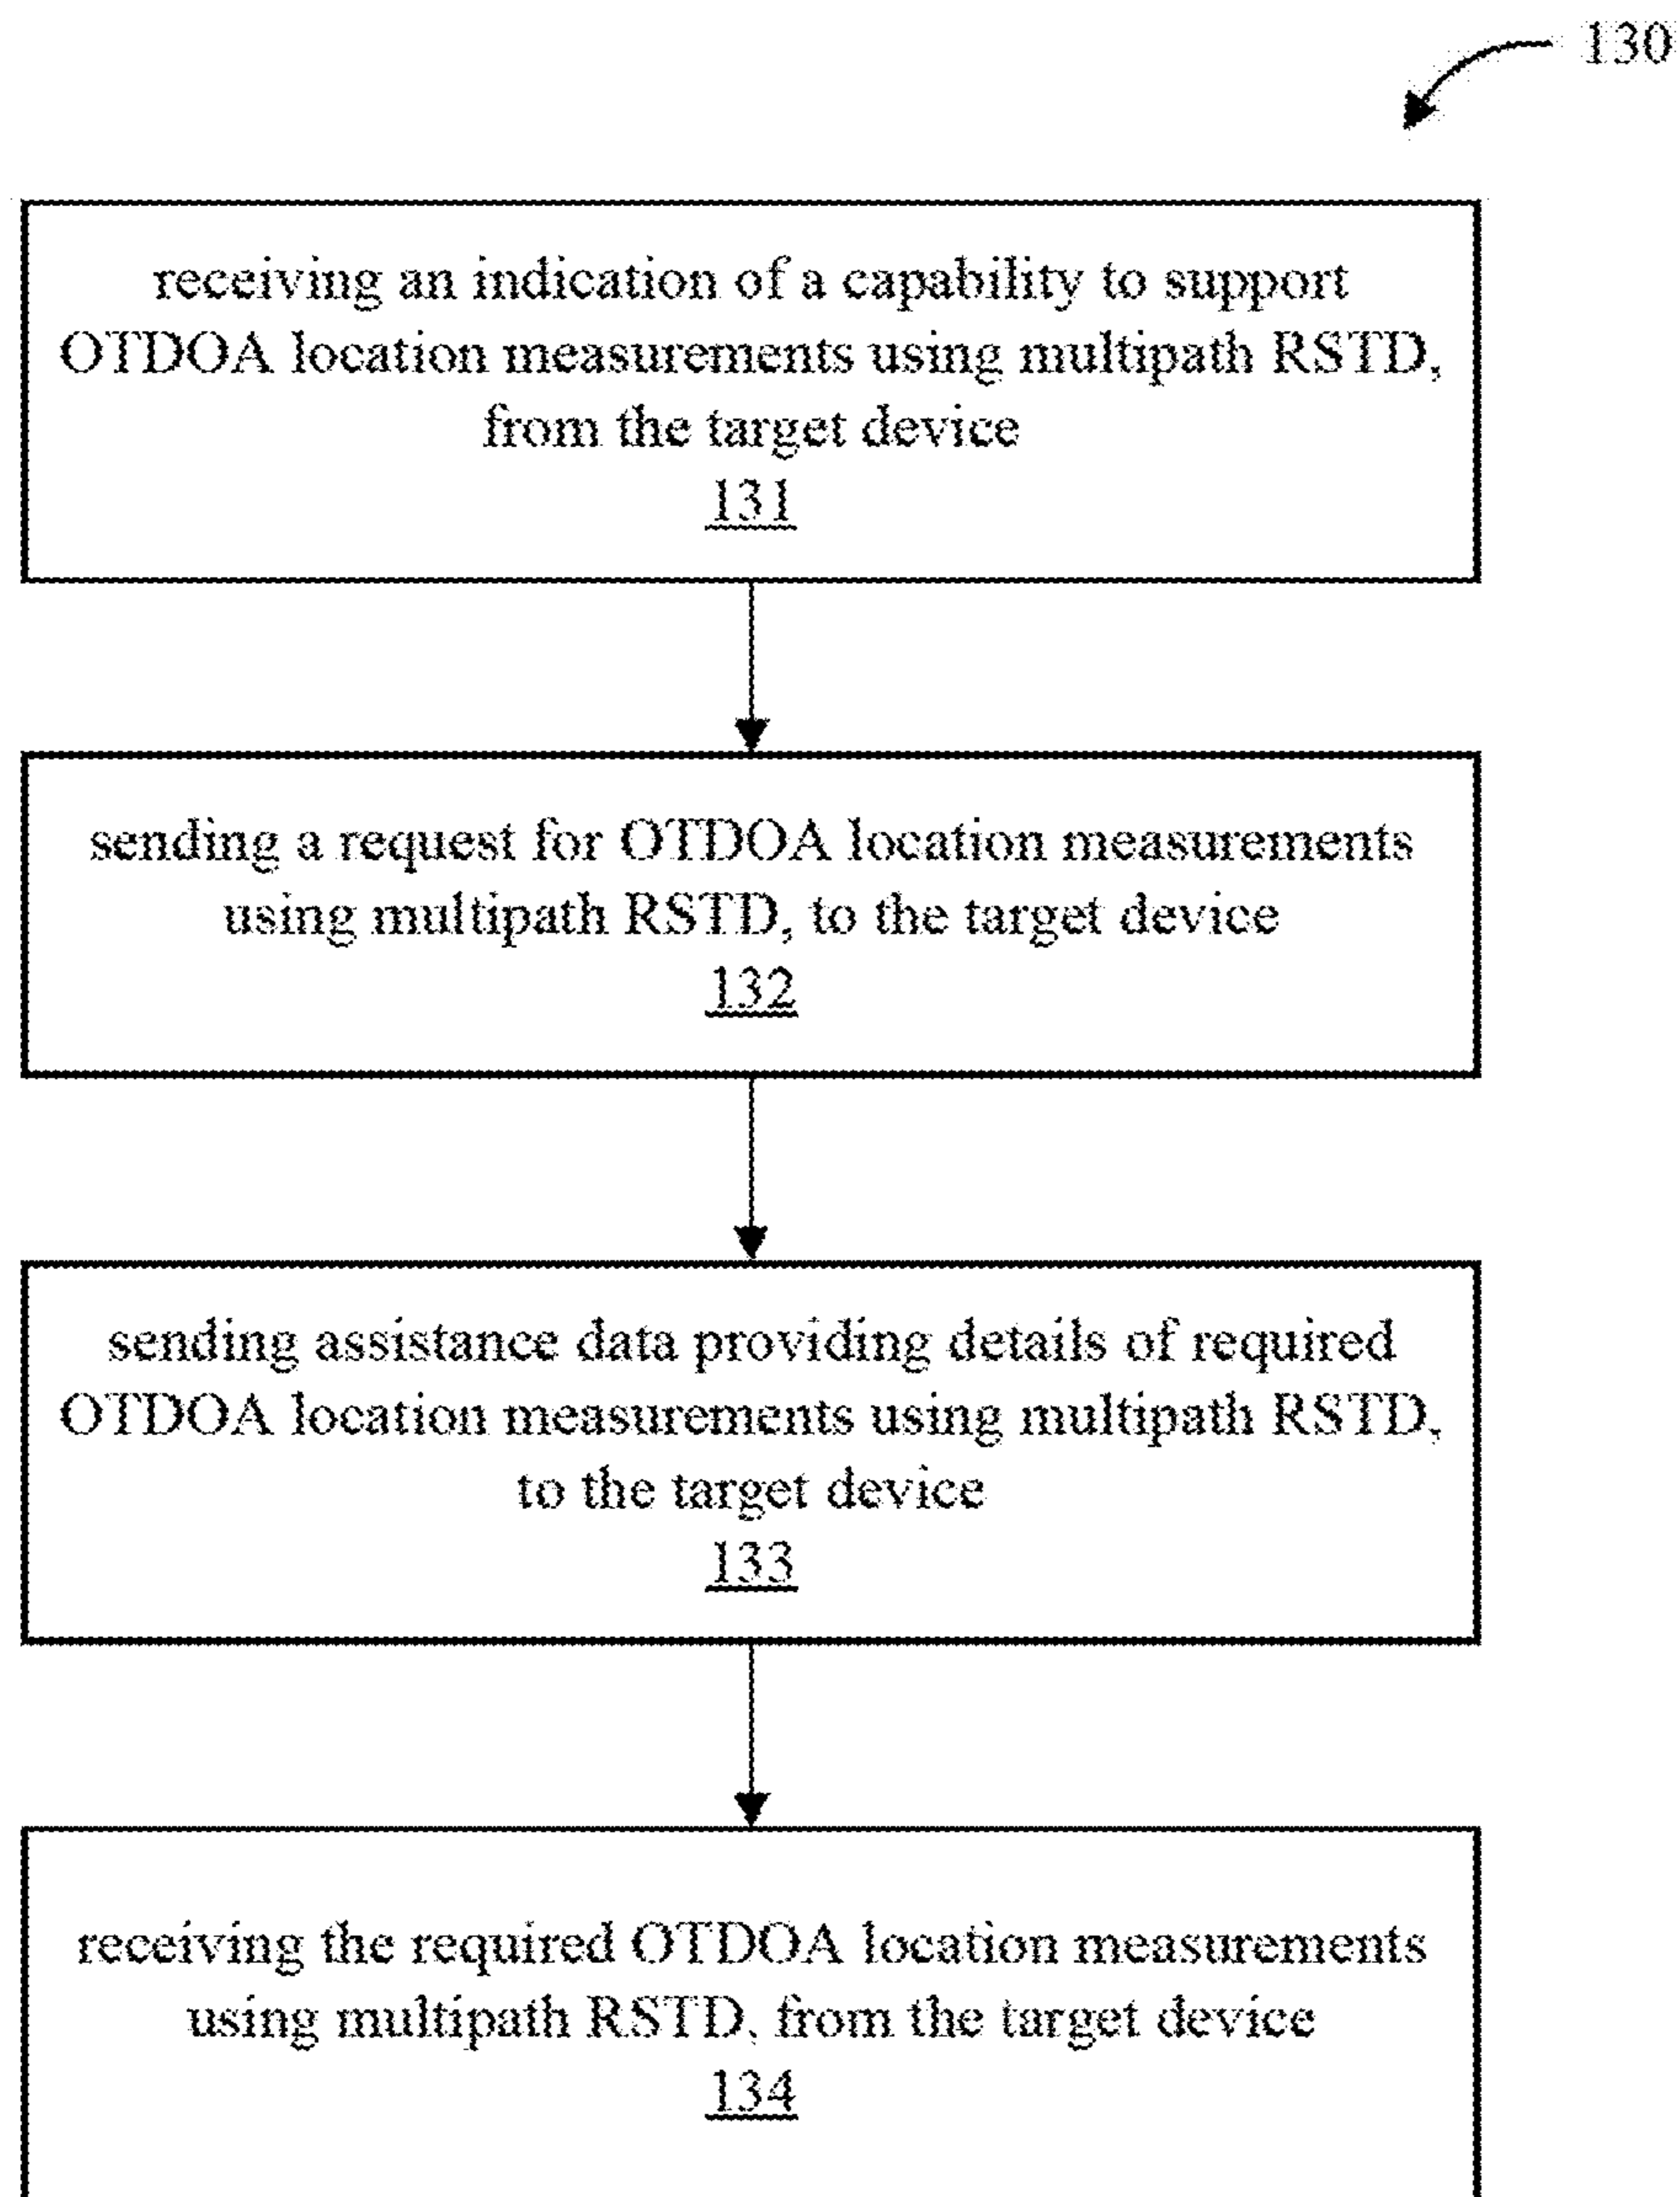 130
receiving an indication of a capability to support
OTDOA location measurements using multipath RSTD,
from the target device
131
sending a request for OTDOA location measurements
using multipath RSTD, to the target device
132
sending assistance data providing details of required
OTDOA location measurements using multipath RSTD,
to the target device
133
receiving the required OTDOA location measurements
using multipath RSTD, from the target device
134